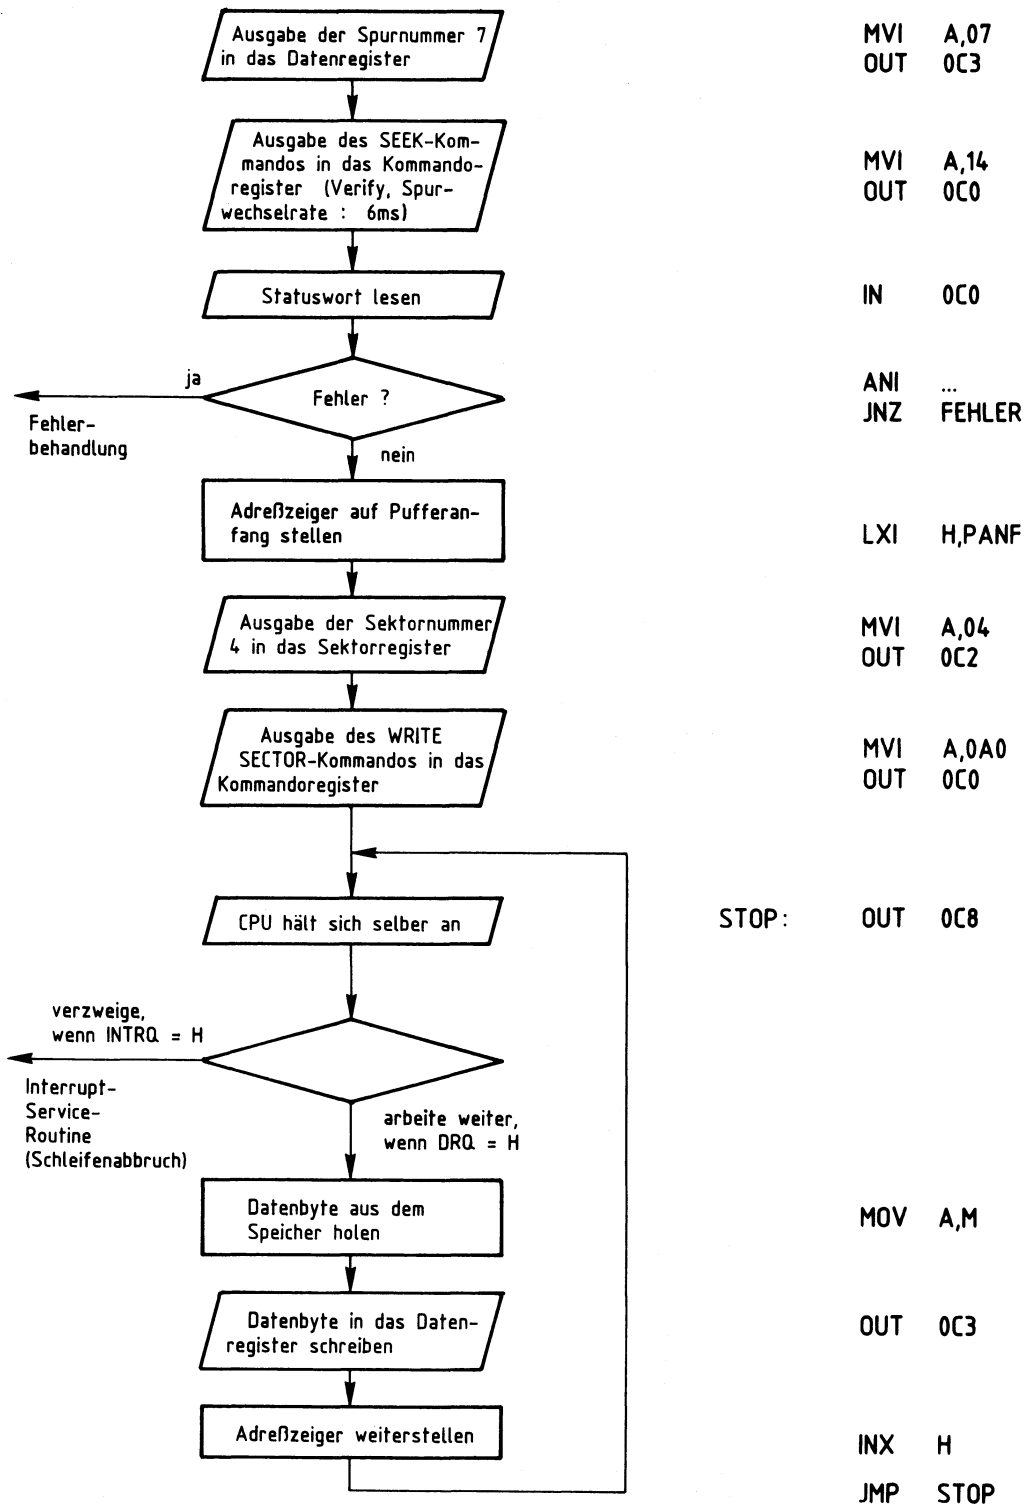 Ausgabe der Spurnummer 7
in das Datenregister
MVI A,07
OUT 0C3
Ausgabe des SEEK-Kom-
mandos in das Kommando-
register (Verify, Spur-
wechselrate : 6ms)
MVI A,14
OUT 0C0
Statuswort lesen
IN 0C0
ja
Fehler ?
Fehler-
behandlung
nein
ANI ...
JNZ FEHLER
Adreßzeiger auf Pufferan-
fang stellen
LXI H,PANF
Ausgabe der Sektornummer
4 in das Sektorregister
MVI A,04
OUT 0C2
Ausgabe des WRITE
SECTOR-Kommandos in das
Kommandoregister
MVI A,0A0
OUT 0C0
CPU hält sich selber an
STOP: OUT 0C8
verzweige,
wenn INTRQ = H
Interrupt-
Service-
Routine
(Schleifenabbruch)
arbeite weiter,
wenn DRQ = H
Datenbyte aus dem
Speicher holen
MOV A,M
Datenbyte in das Daten-
register schreiben
OUT 0C3
Adreßzeiger weiterstellen
INX H
JMP STOP